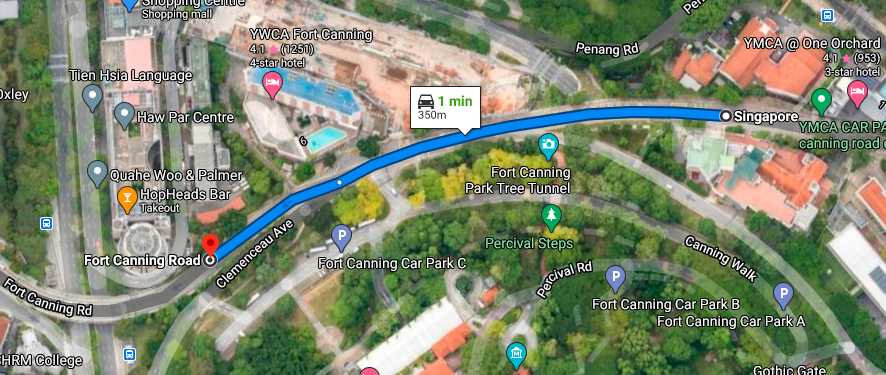 Shopping Centre
Shopping mall
YWCA Fort Canning
4.1 ★ (1251)
4-star hotel
Penang Rd
YMCA @ One Orchard
4.1 ★ (953)
3-star hotel
Tien Hsia Language
Haw Par Centre
1 min
350m
Singapore
YMCA CAR PA
canning road
Quahe Woo & Palmer
HopHeads Bar
Takeout
Fort Canning
Park Tree Tunnel
Percival Steps
Fort Canning Road
Clemenceau Ave
P
Fort Canning Car Park C
Canning Walk
Percival Rd
P
Fort Canning Car Park B
P
Fort Canning Car Park A
Fort Canning Rd
HRM College
Gothic Gate